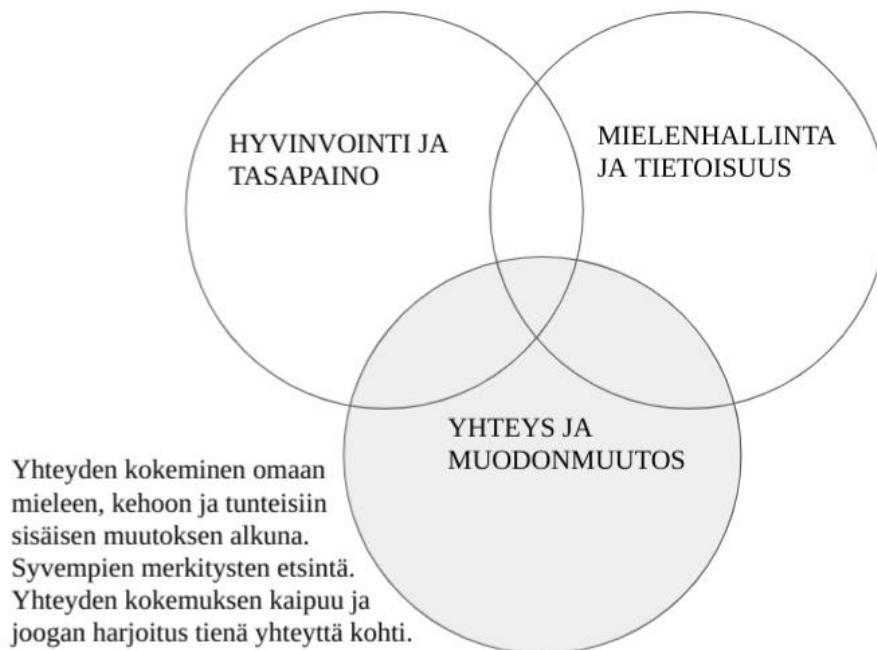 HYVINVOINTI JA
TASAPAINO
MIELENHALLINTA
JA TIETOISUUS
YHTEYS JA
MUODONMUUTOS
Yhteyden kokeminen omaan
mieleen, kehoon ja tunteisiin
sisäisen muutoksen alkuna.
Syvempien merkitysten etsintä.
Yhteyden kokemuksen kaipuu ja
joogan harjoitus tienä yhteyttä kohti.